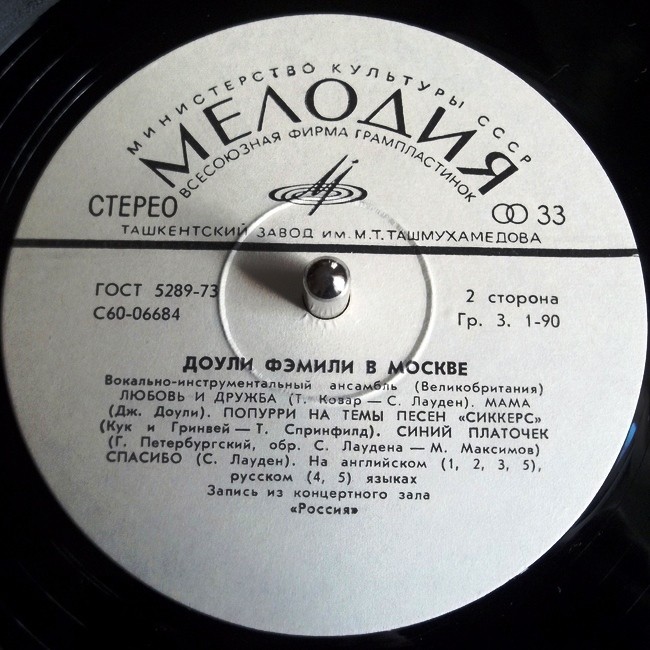 МИНИСТЕРСТВО КУЛЬТУРЫ СССР
МЕЛОДИЯ
ВСЕСОЮЗНАЯ ФИРМА ГРАМПЛАСТИНОК
СТЕРЕО
33
ТАШКЕНТСКИЙ ЗАВОД ИМ. М.Т. ТАШМУХАМЕДОВА
ГОСТ 5289-73
2 сторона
С60-06684
Гр. 3. 1-90
ДОУЛИ ФЭМИЛИ В МОСКВЕ
Вокально-инструментальный ансамбль (Великобритания)
ЛЮБОВЬ И ДРУЖБА (Т. Ковар — С. Лауден). МАМА
(Дж. Доули). ПОПУРРИ НА ТЕМЫ ПЕСЕН «СИККЕРС»
(Кук и Гринвей — Т. Спринфилд). СИНИЙ ПЛАТОЧЕК
(Г. Петербургский, обр. С. Лаудена — М. Максимов)
СПАСИБО (С. Лауден). На английском (1, 2, 3, 5),
русском (4, 5) языках
Запись из концертного зала
«Россия»